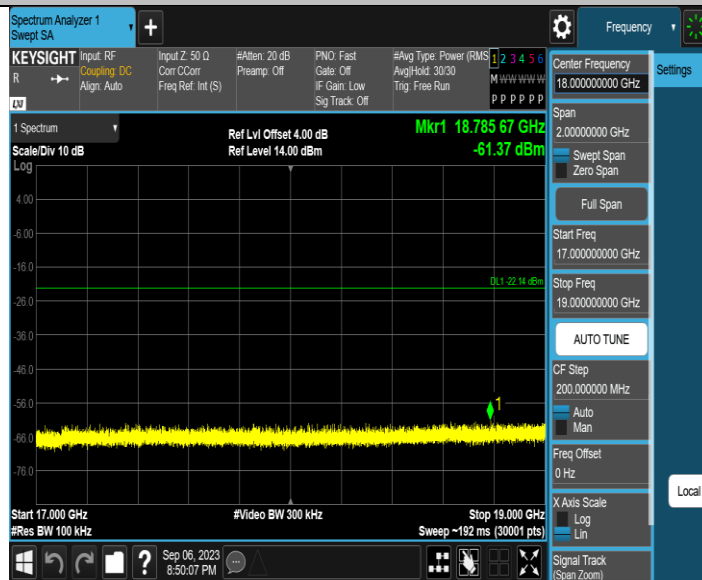 Spectrum Analyzer 1
Swept SA
+
Frequency
KEYSIGHT
R
LXI
Input: RF
Coupling: DC
Align: Auto
Input Z: 50 Ω
Corr CCorr
Freq Ref: Int (S)
#Atten: 20 dB
Preamp: Off
PNO: Fast
Gate: Off
IF Gain: Low
Sig Track: Off
#Avg Type: Power (RMS
Avg|Hold: 30/30
Trig: Free Run
1 2 3 4 5 6
M W W W W W
P P P P P P
Center Frequency
18.000000000 GHz
Settings
Span
2.00000000 GHz
Swept Span
Zero Span
Full Span
Start Freq
17.000000000 GHz
Stop Freq
19.000000000 GHz
AUTO TUNE
CF Step
200.000000 MHz
Auto
Man
Freq Offset
0 Hz
X Axis Scale
Log
Lin
Signal Track
(Span Zoom)
Local
1 Spectrum
Scale/Div 10 dB
Log
Ref Lvl Offset 4.00 dB
Ref Level 14.00 dBm
Mkr1 18.785 67 GHz
-61.37 dBm
4.00
-6.00
-16.0
DL1 -22.14 dBm
-26.0
-36.0
-46.0
-56.0
1
-66.0
-76.0
Start 17.000 GHz
#Res BW 100 kHz
#Video BW 300 kHz
Stop 19.000 GHz
Sweep ~192 ms (30001 pts)
?
Sep 06, 2023
8:50:07 PM